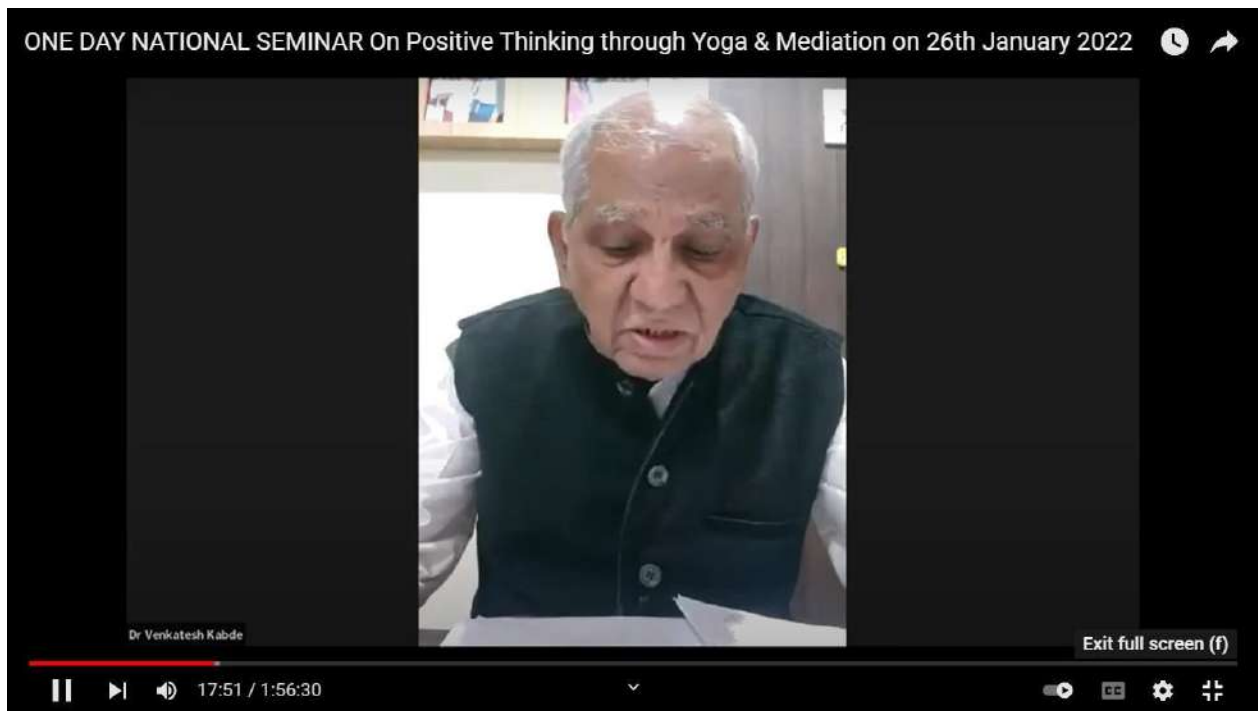 ONE DAY NATIONAL SEMINAR On Positive Thinking through Yoga & Mediation on 26th January 2022
Dr Venkatesh Kabde
Exit full screen (f)
17:51 / 1:56:30
CC